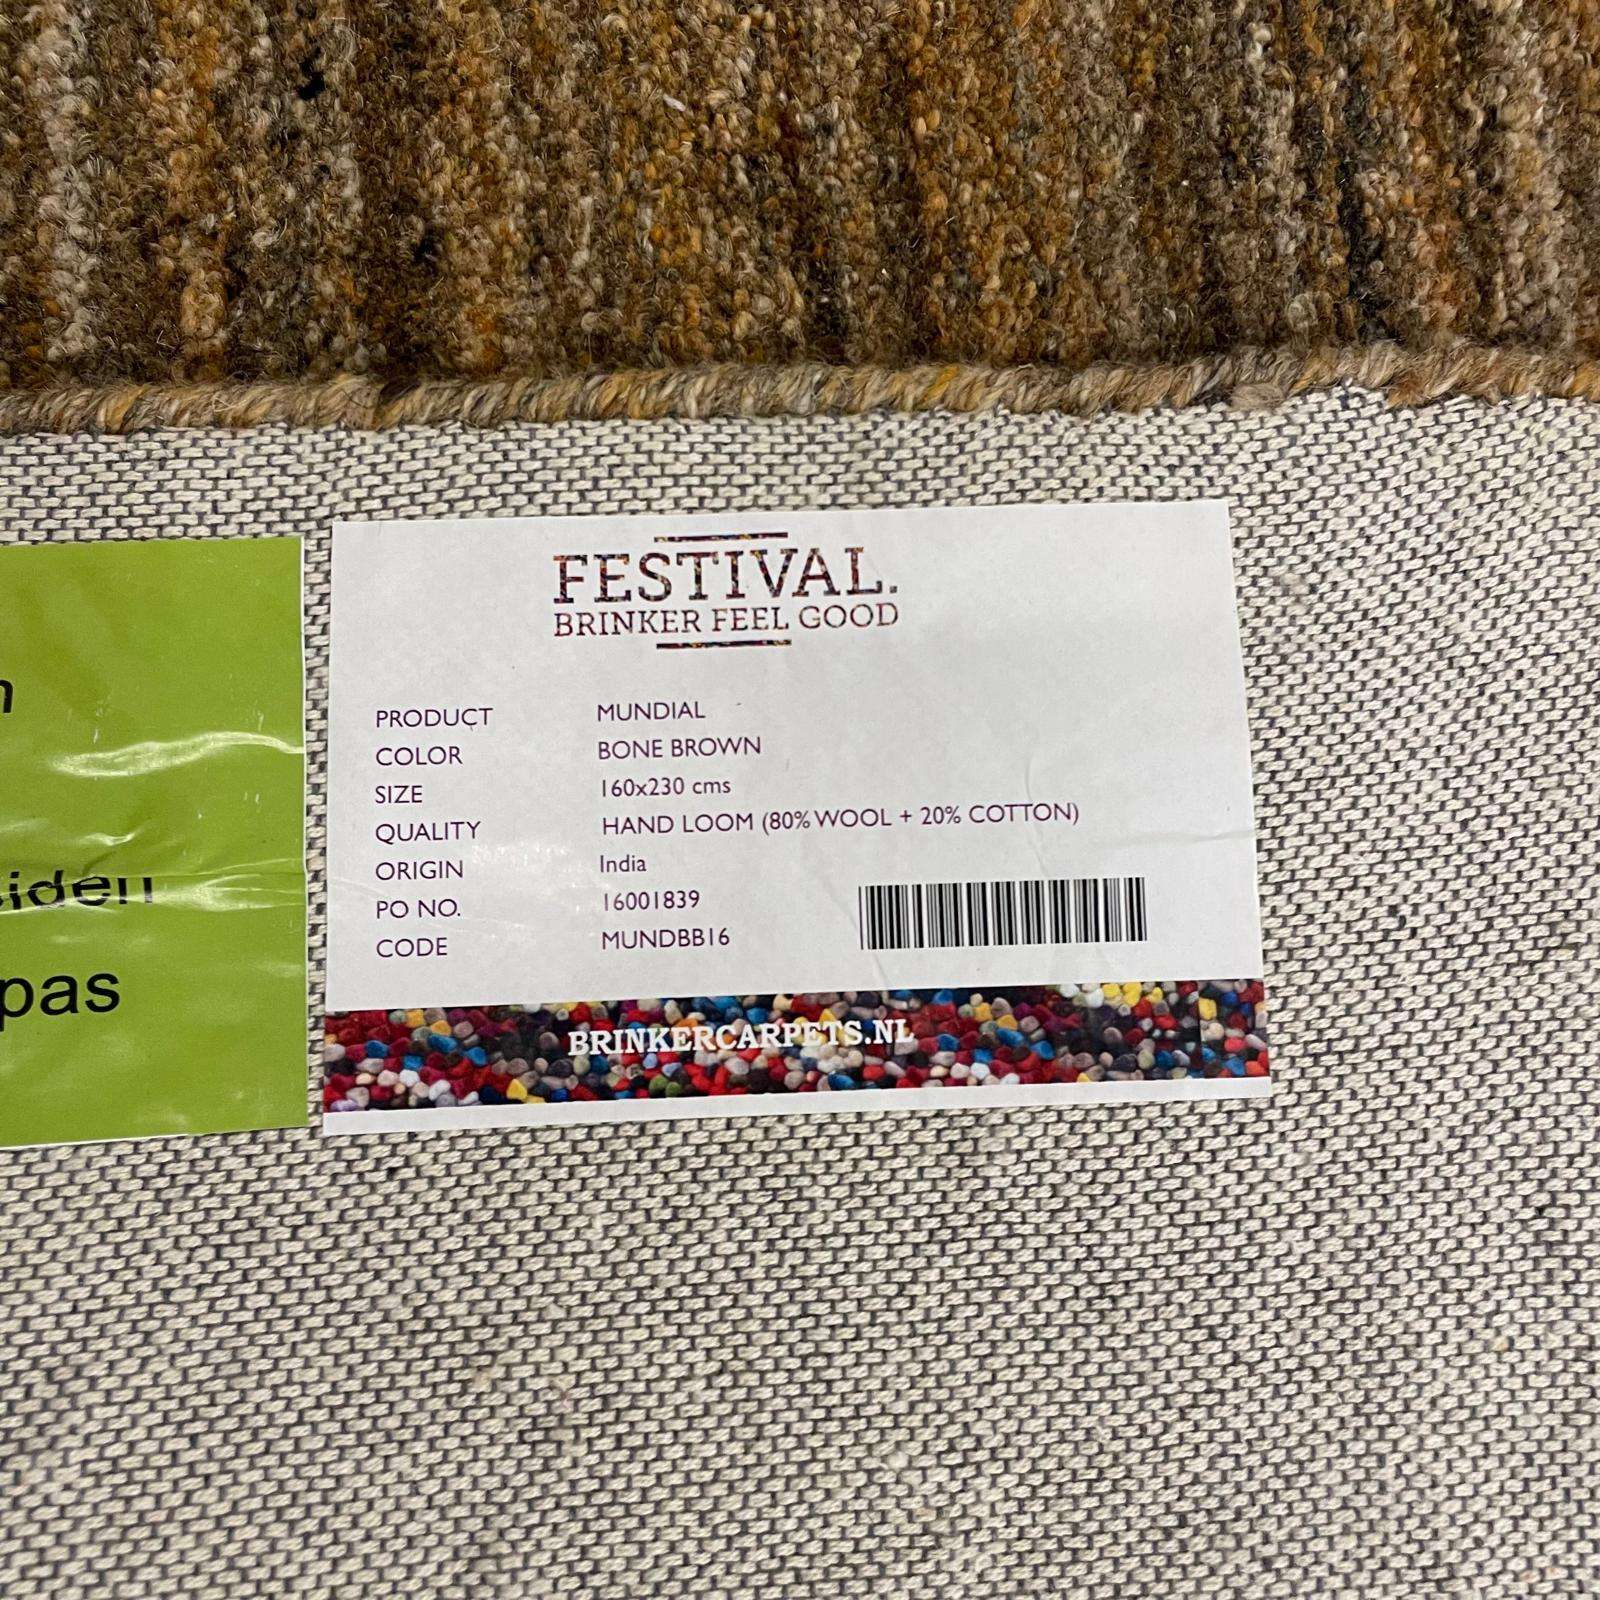 FESTIVAL.
BRINKER FEEL GOOD
PRODUCT MUNDIAL
COLOR BONE BROWN
SIZE 160x230 cms
QUALITY HAND LOOM (80% WOOL + 20% COTTON)
ORIGIN India
PO NO. 16001839
CODE MUNDBB16
BRINKERCARPETS.NL
pas